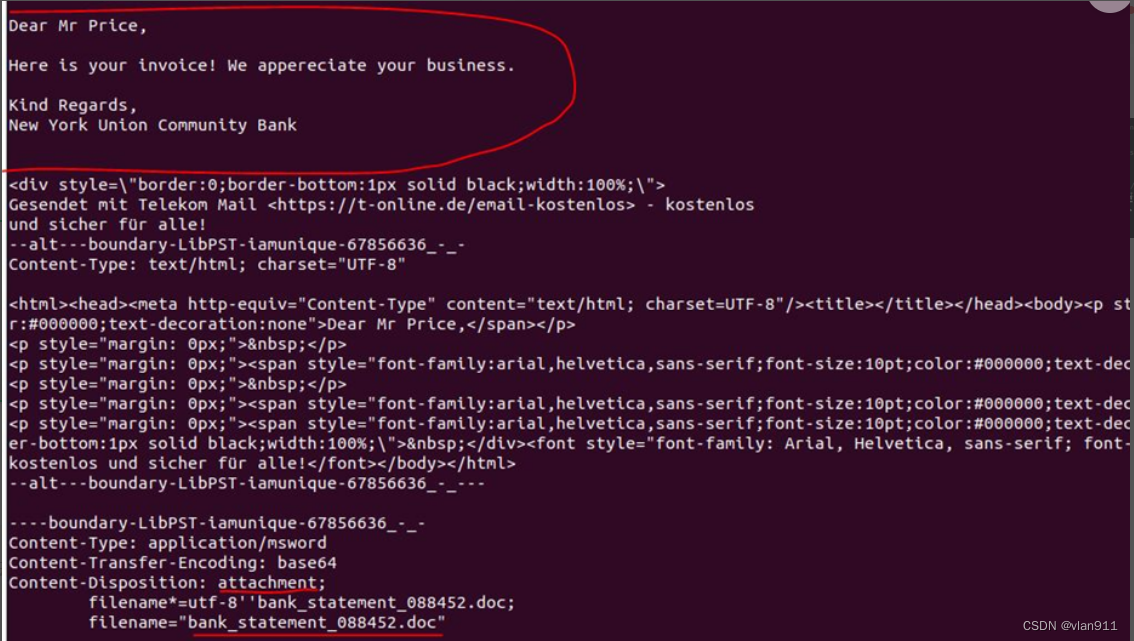 Dear Mr Price,
Here is your invoice! We appereciate your business.
Kind Regards,
New York Union Community Bank
<div style=\"border:0;border-bottom:1px solid black;width:100%;\">
Gesendet mit Telekom Mail <https://t-online.de/email-kostenlos> - kostenlos
und sicher für alle!
--alt---boundary-LibPST-iamunique-67856636_-_-
Content-Type: text/html; charset="UTF-8"
<html><head><meta http-equiv="Content-Type" content="text/html; charset=UTF-8"/><title></title></head><body><p st
r:#000000;text-decoration:none">Dear Mr Price,</span></p>
<p style="margin: 0px;">&nbsp;</p>
<p style="margin: 0px;"><span style="font-family:arial,helvetica,sans-serif;font-size:10pt;color:#000000;text-dec
<p style="margin: 0px;">&nbsp;</p>
<p style="margin: 0px;"><span style="font-family:arial,helvetica,sans-serif;font-size:10pt;color:#000000;text-dec
<p style="margin: 0px;"><span style="font-family:arial,helvetica,sans-serif;font-size:10pt;color:#000000;text-dec
er-bottom:1px solid black;width:100%;\">&nbsp;</div><font style="font-family: Arial, Helvetica, sans-serif; font-
kostenlos und sicher für alle!</font></body></html>
--alt---boundary-LibPST-iamunique-67856636_-_---
----boundary-LibPST-iamunique-67856636_-_-
Content-Type: application/msword
Content-Transfer-Encoding: base64
Content-Disposition: attachment;
filename*=utf-8''bank_statement_088452.doc;
filename="bank_statement_088452.doc"
CSDN @vlan911